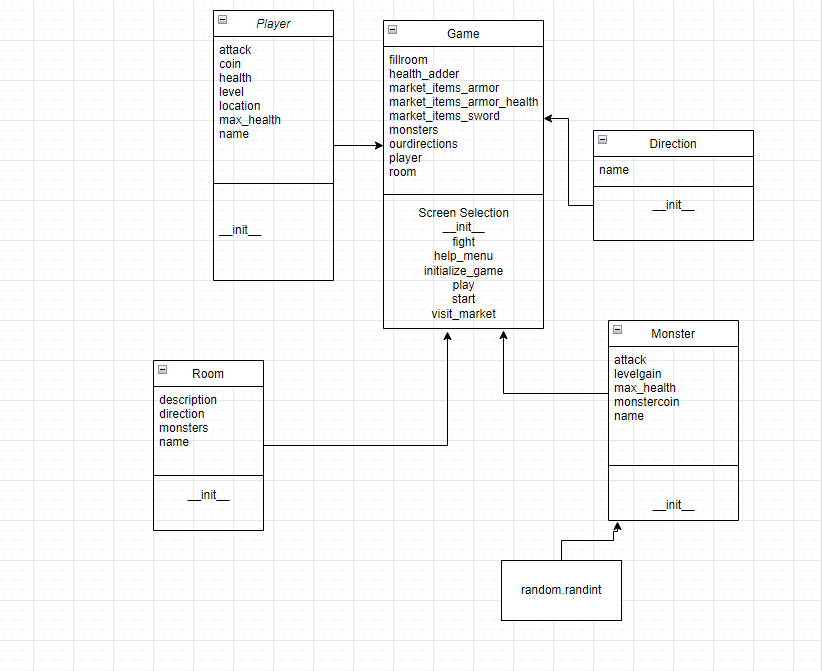 Player
attack
coin
health
level
location
max_health
name
__init__
Game
fillroom
health_adder
market_items_armor
market_items_armor_health
market_items_sword
monsters
ourdirections
player
room
Screen Selection
__init__
fight
help_menu
initialize_game
play
start
visit_market
Direction
name
__init__
Room
description
direction
monsters
name
__init__
Monster
attack
levelgain
max_health
monstercoin
name
__init__
random.randint